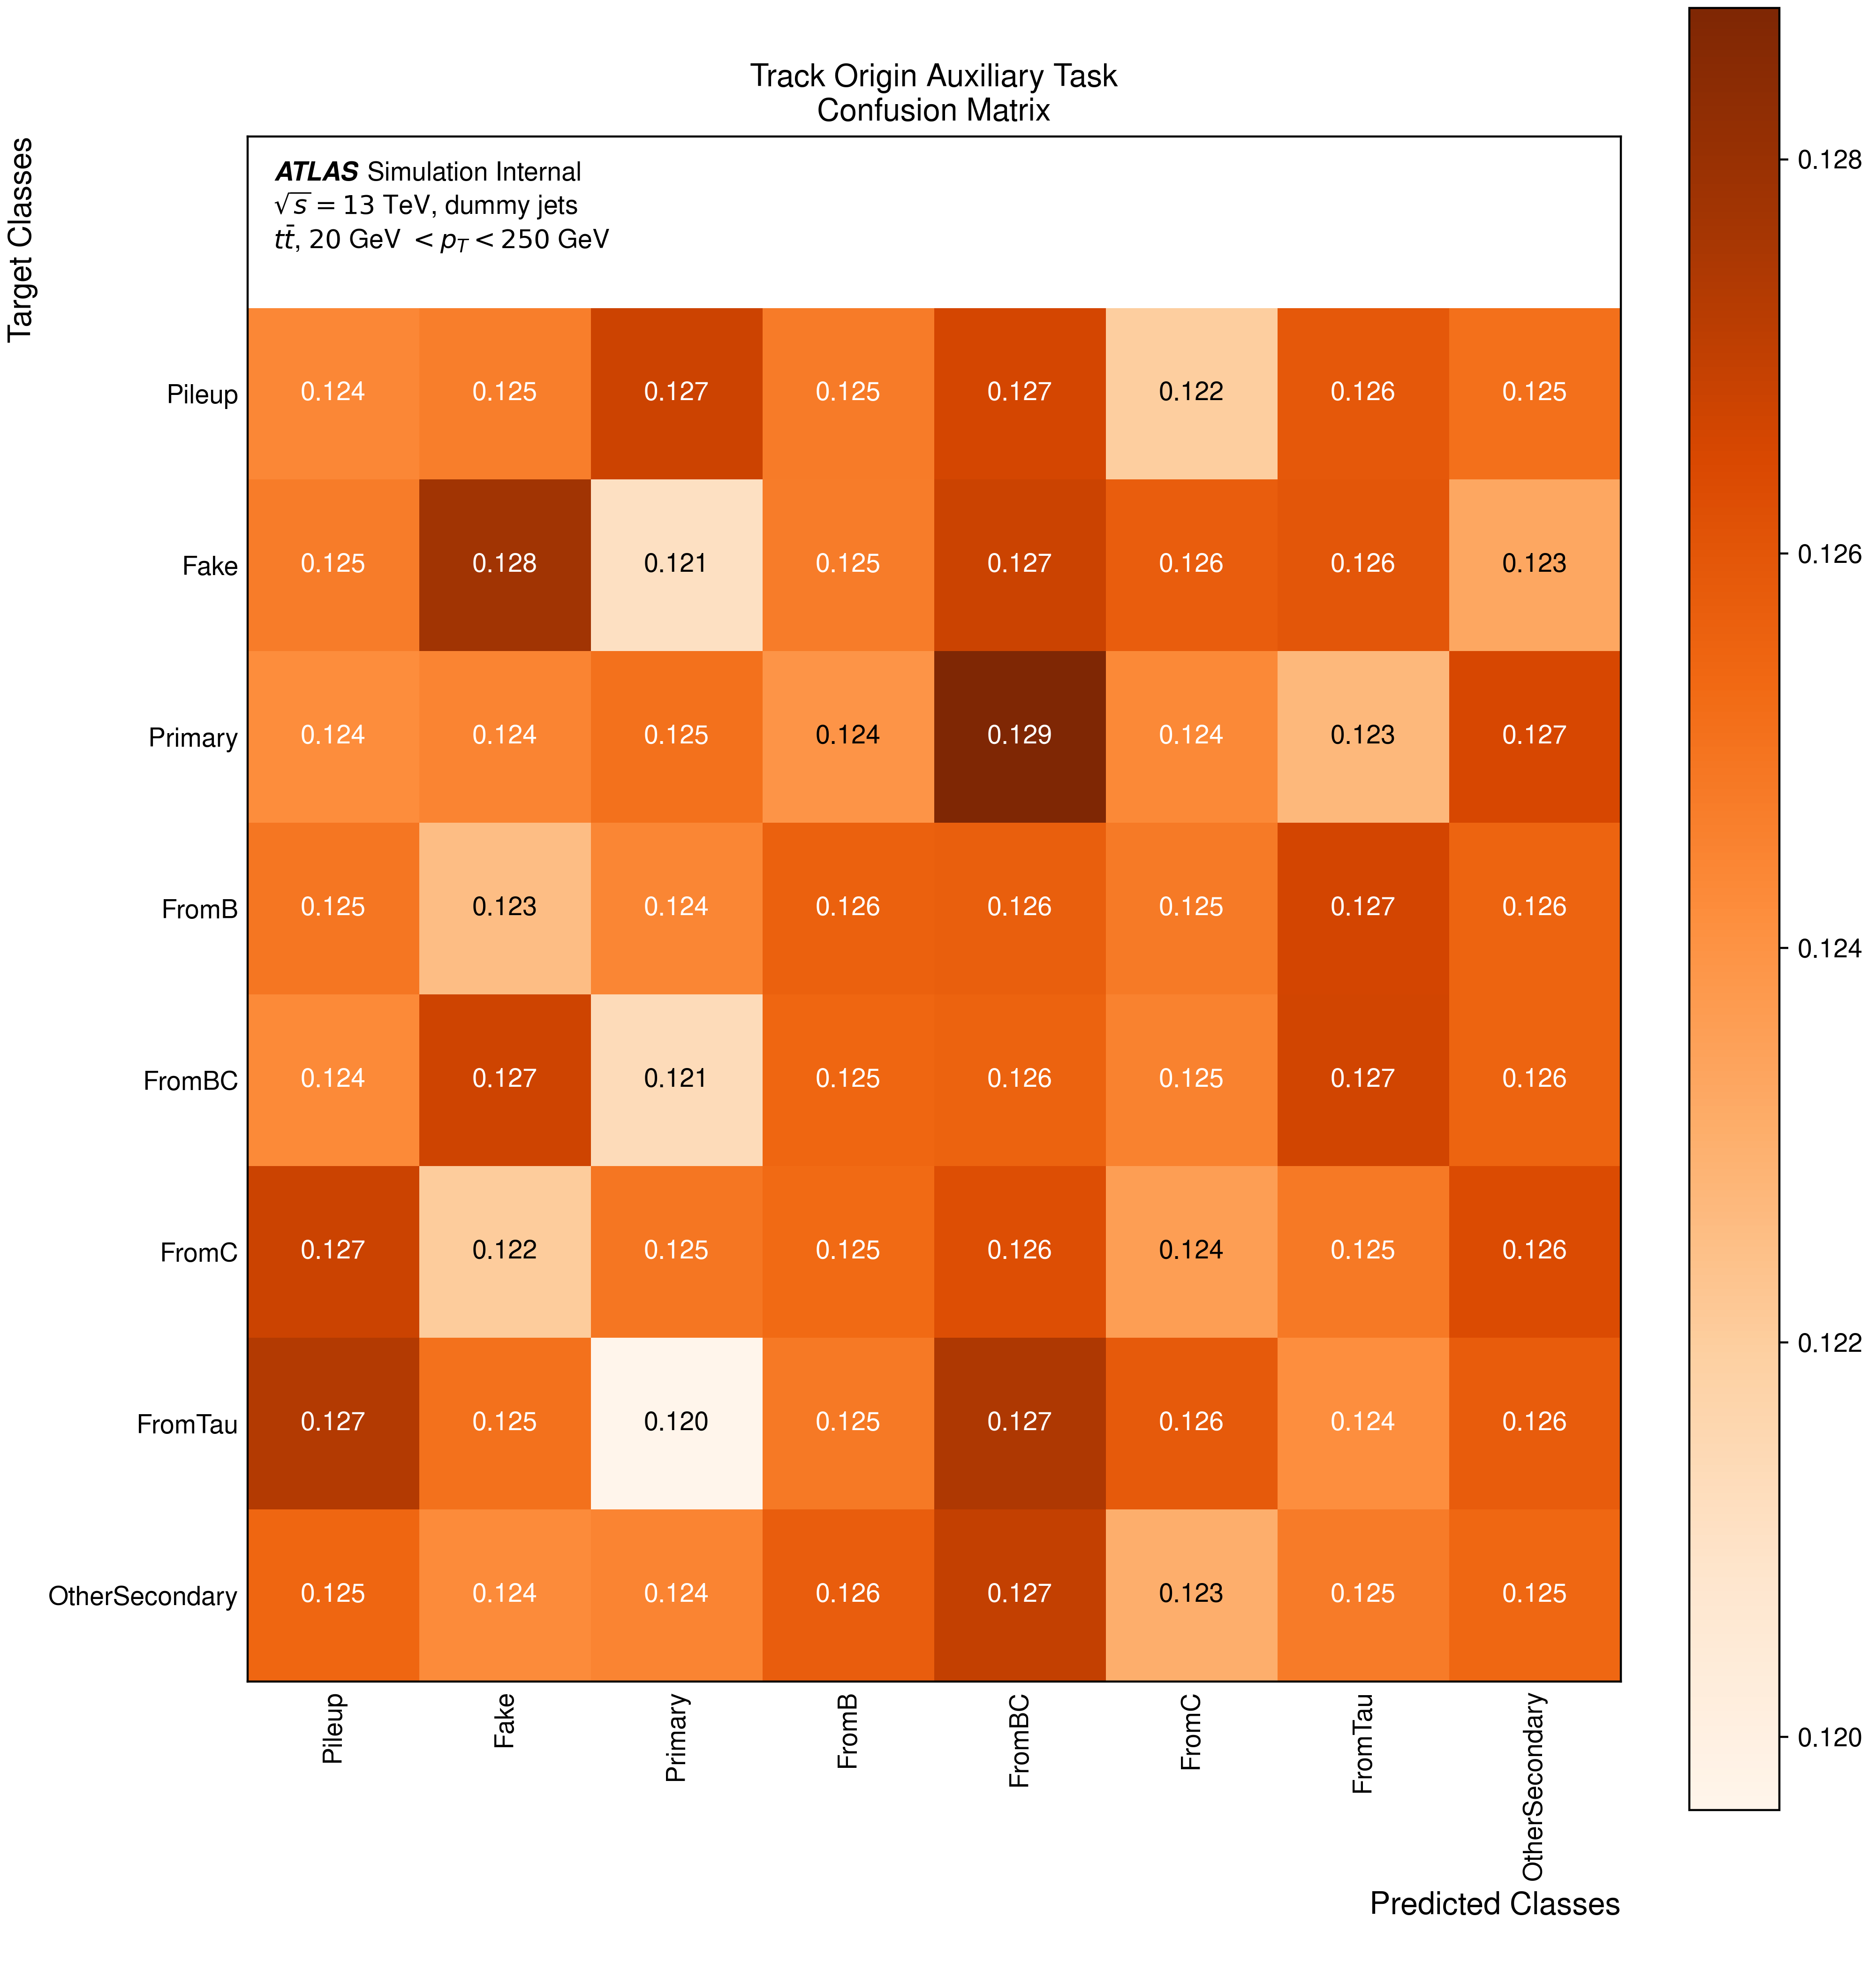 Track Origin Auxiliary Task
Confusion Matrix
Target Classes
ATLAS Simulation Internal
√s = 13 TeV, dummy jets
tt̄, 20 GeV < p_T < 250 GeV
Pileup 0.124 0.125 0.127 0.125 0.127 0.122 0.126 0.125
Fake 0.125 0.128 0.121 0.125 0.127 0.126 0.126 0.123
Primary 0.124 0.124 0.125 0.124 0.129 0.124 0.123 0.127
FromB 0.125 0.123 0.124 0.126 0.126 0.125 0.127 0.126
FromBC 0.124 0.127 0.121 0.125 0.126 0.125 0.127 0.126
FromC 0.127 0.122 0.125 0.125 0.126 0.124 0.125 0.126
FromTau 0.127 0.125 0.120 0.125 0.127 0.126 0.124 0.126
OtherSecondary 0.125 0.124 0.124 0.126 0.127 0.123 0.125 0.125
Pileup Fake Primary FromB FromBC FromC FromTau OtherSecondary
Predicted Classes
0.128
0.126
0.124
0.122
0.120